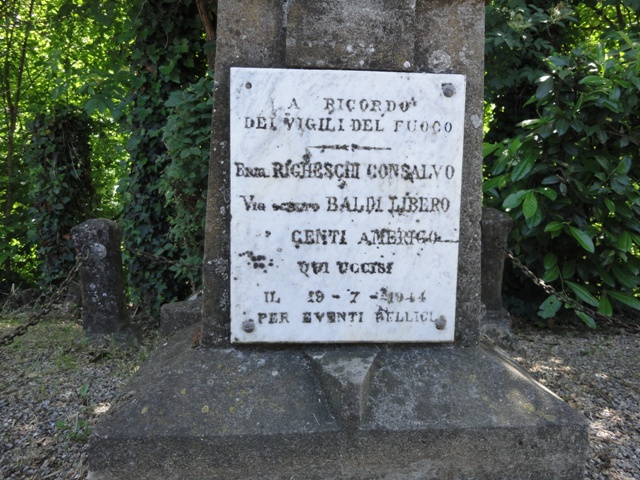 A RICORDO
DEI VIGILI DEL FUOCO
RIGHESCHI CONSALVO
BALDI LIBERO
GENTI AMERIGO
QUI UCCISI
IL 19-7-1944
PER EVENTI BELLICI